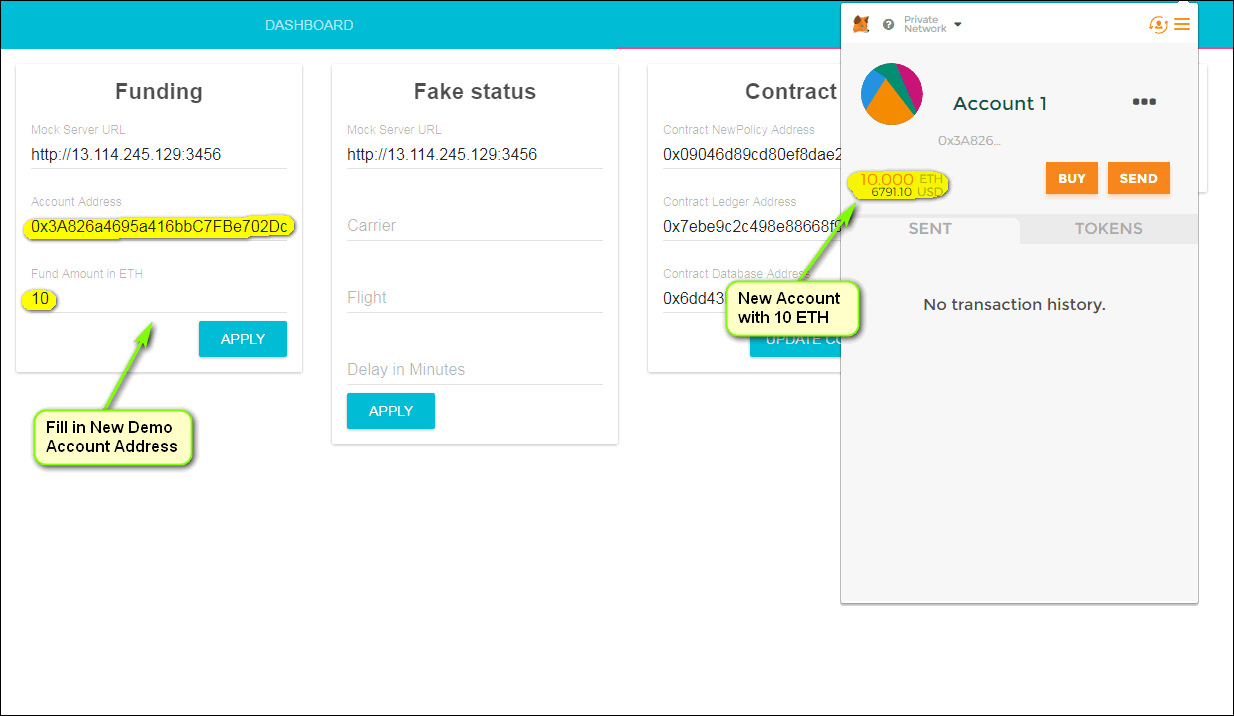 DASHBOARD
Funding
Mock Server URL
http://13.114.245.129:3456
Account Address
0x3A826a4695a416bbC7FBe702Dc
Fund Amount in ETH
10
APPLY
Fill in New Demo
Account Address
Fake status
Mock Server URL
http://13.114.245.129:3456
Carrier
Flight
Delay in Minutes
APPLY
Contract
Contract NewPolicy Address
0x09046d89cd80ef8dae2
Contract Ledger Address
0x7ebe9c2c498e88668f9
Contract Database Address
0x6dd43
UPDATE CO
New Account
with 10 ETH
Private
Network
Account 1
0x3A826...
10.000 ETH
6791.10 USD
BUY
SEND
SENT
TOKENS
No transaction history.